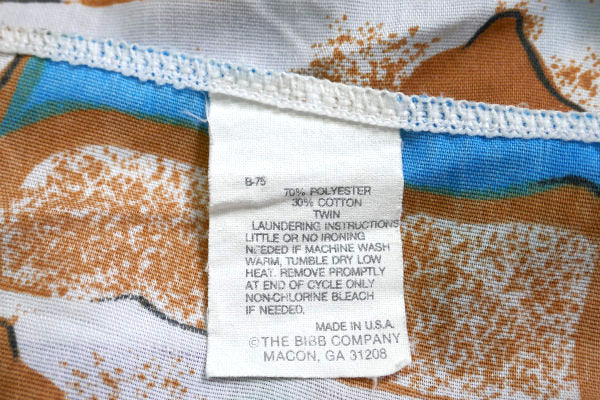 B-75
70% POLYESTER
30% COTTON
TWIN
LAUNDERING INSTRUCTIONS
LITTLE OR NO IRONING
NEEDED IF MACHINE WASH
WARM, TUMBLE DRY LOW
HEAT. REMOVE PROMPTLY
AT END OF CYCLE ONLY
NON-CHLORINE BLEACH
IF NEEDED.
MADE IN U.S.A.
©THE BIBB COMPANY
MACON, GA 31208